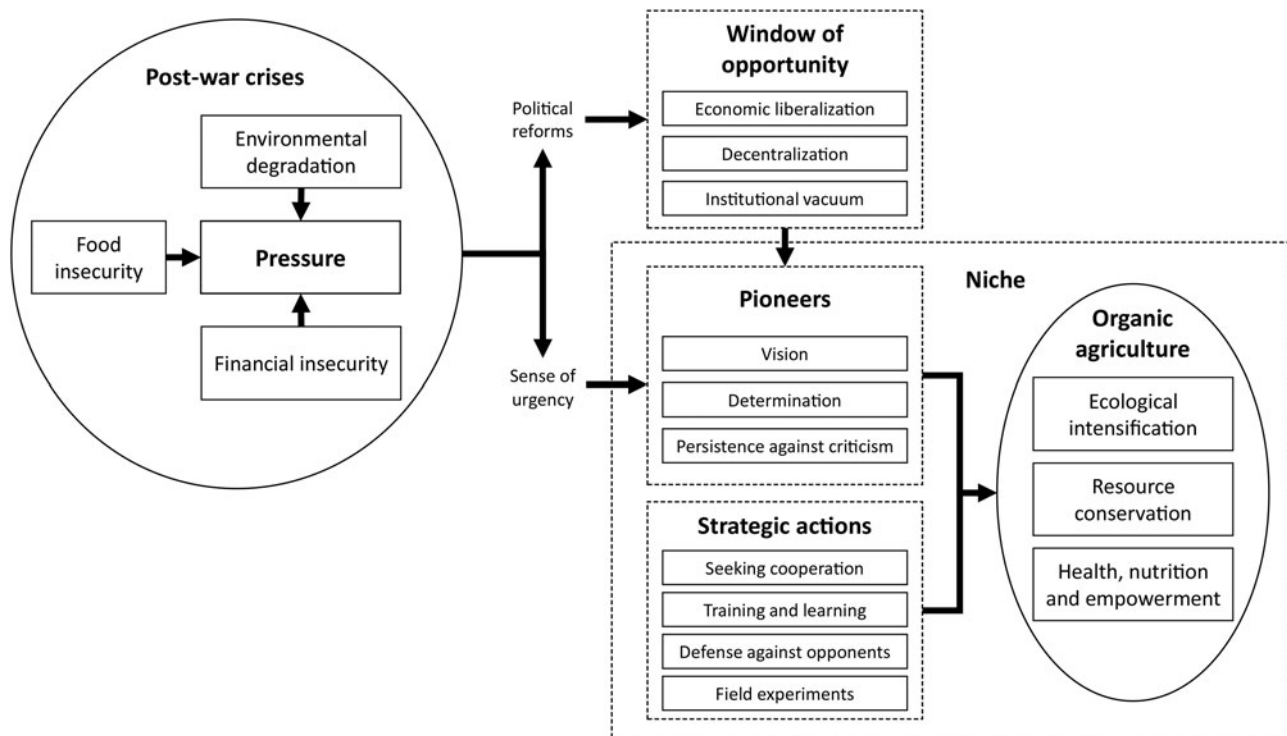 Post-war crises
Environmental
degradation
Food
insecurity
Pressure
Financial insecurity
Political
reforms
Sense of
urgency
Window of
opportunity
Economic liberalization
Decentralization
Institutional vacuum
Niche
Pioneers
Vision
Determination
Persistence against criticism
Strategic actions
Seeking cooperation
Training and learning
Defense against opponents
Field experiments
Organic
agriculture
Ecological
intensification
Resource
conservation
Health, nutrition
and empowerment